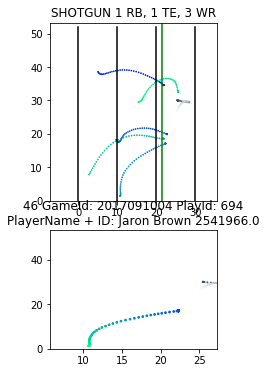 SHOTGUN 1 RB, 1 TE, 3 WR
50
40
30
20
10
0
0 10 20 30
46 GameId: 2017091004 PlayId: 694
PlayerName + ID: Jaron Brown 2541966.0
40
20
0
10 15 20 25